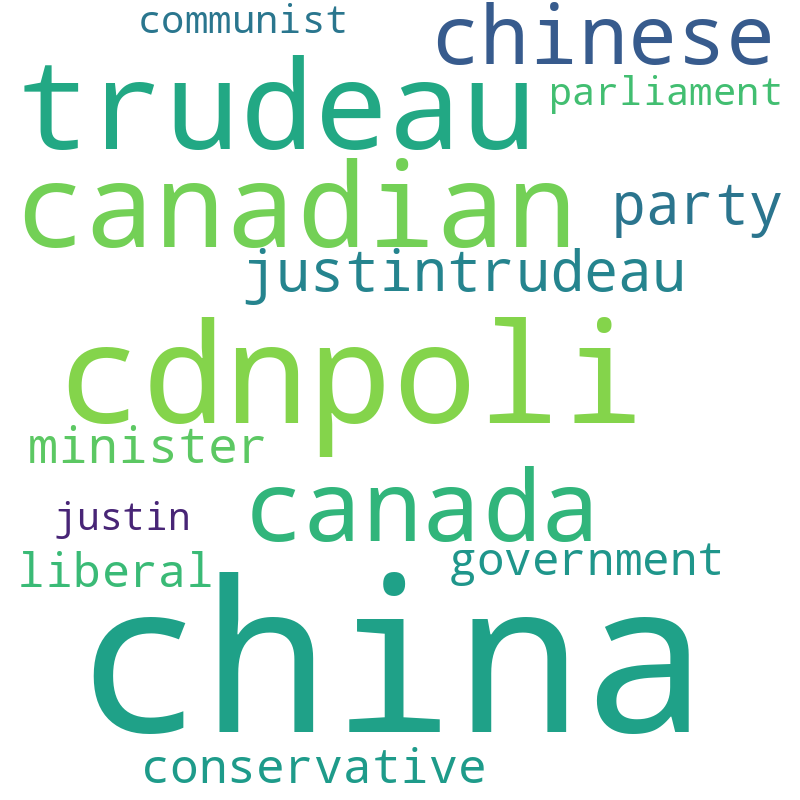 communist
chinese
trudeau
parliament
canadian
party
justintrudeau
cdnpoli
minister
canada
justin
government
liberal
china
conservative